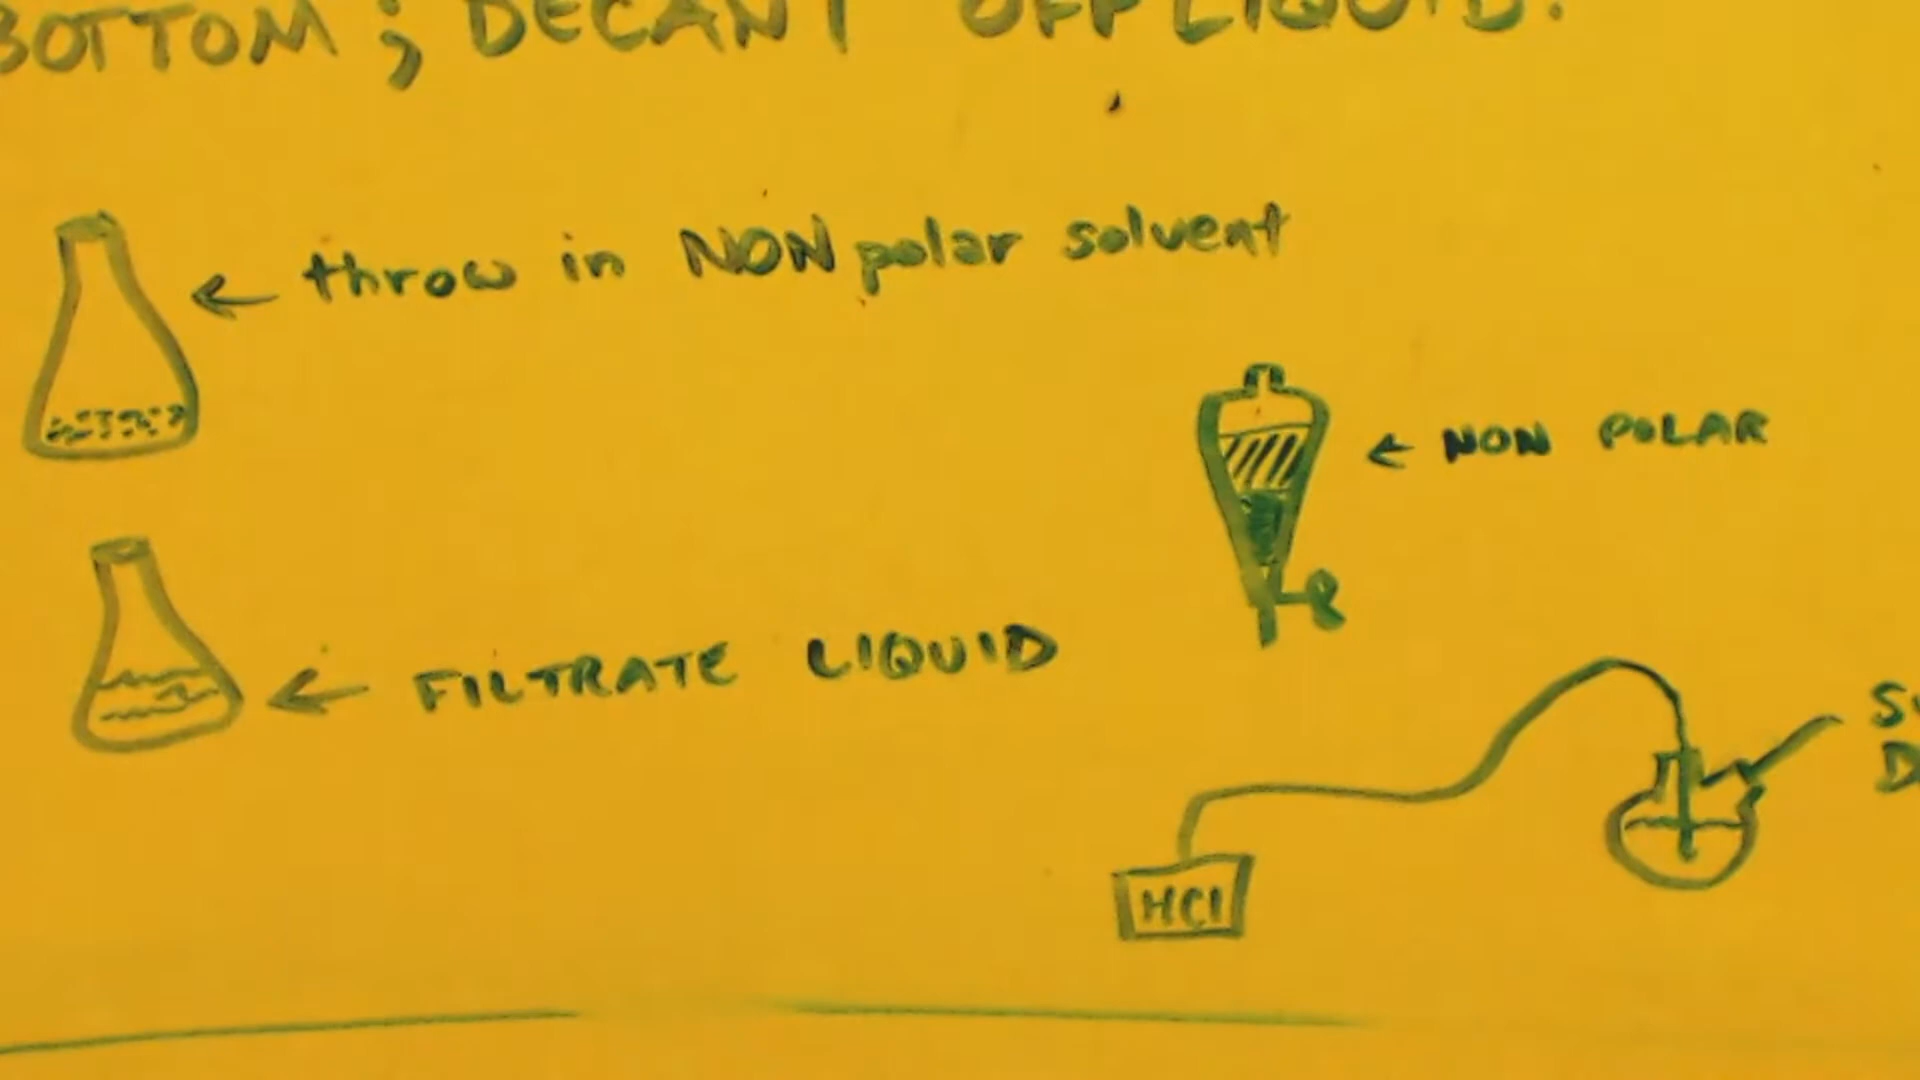 BOTTOM; DECANT OFF LIQUID.
← throw in NON polar solvent
← NON POLAR
← FILTRATE LIQUID
HCl